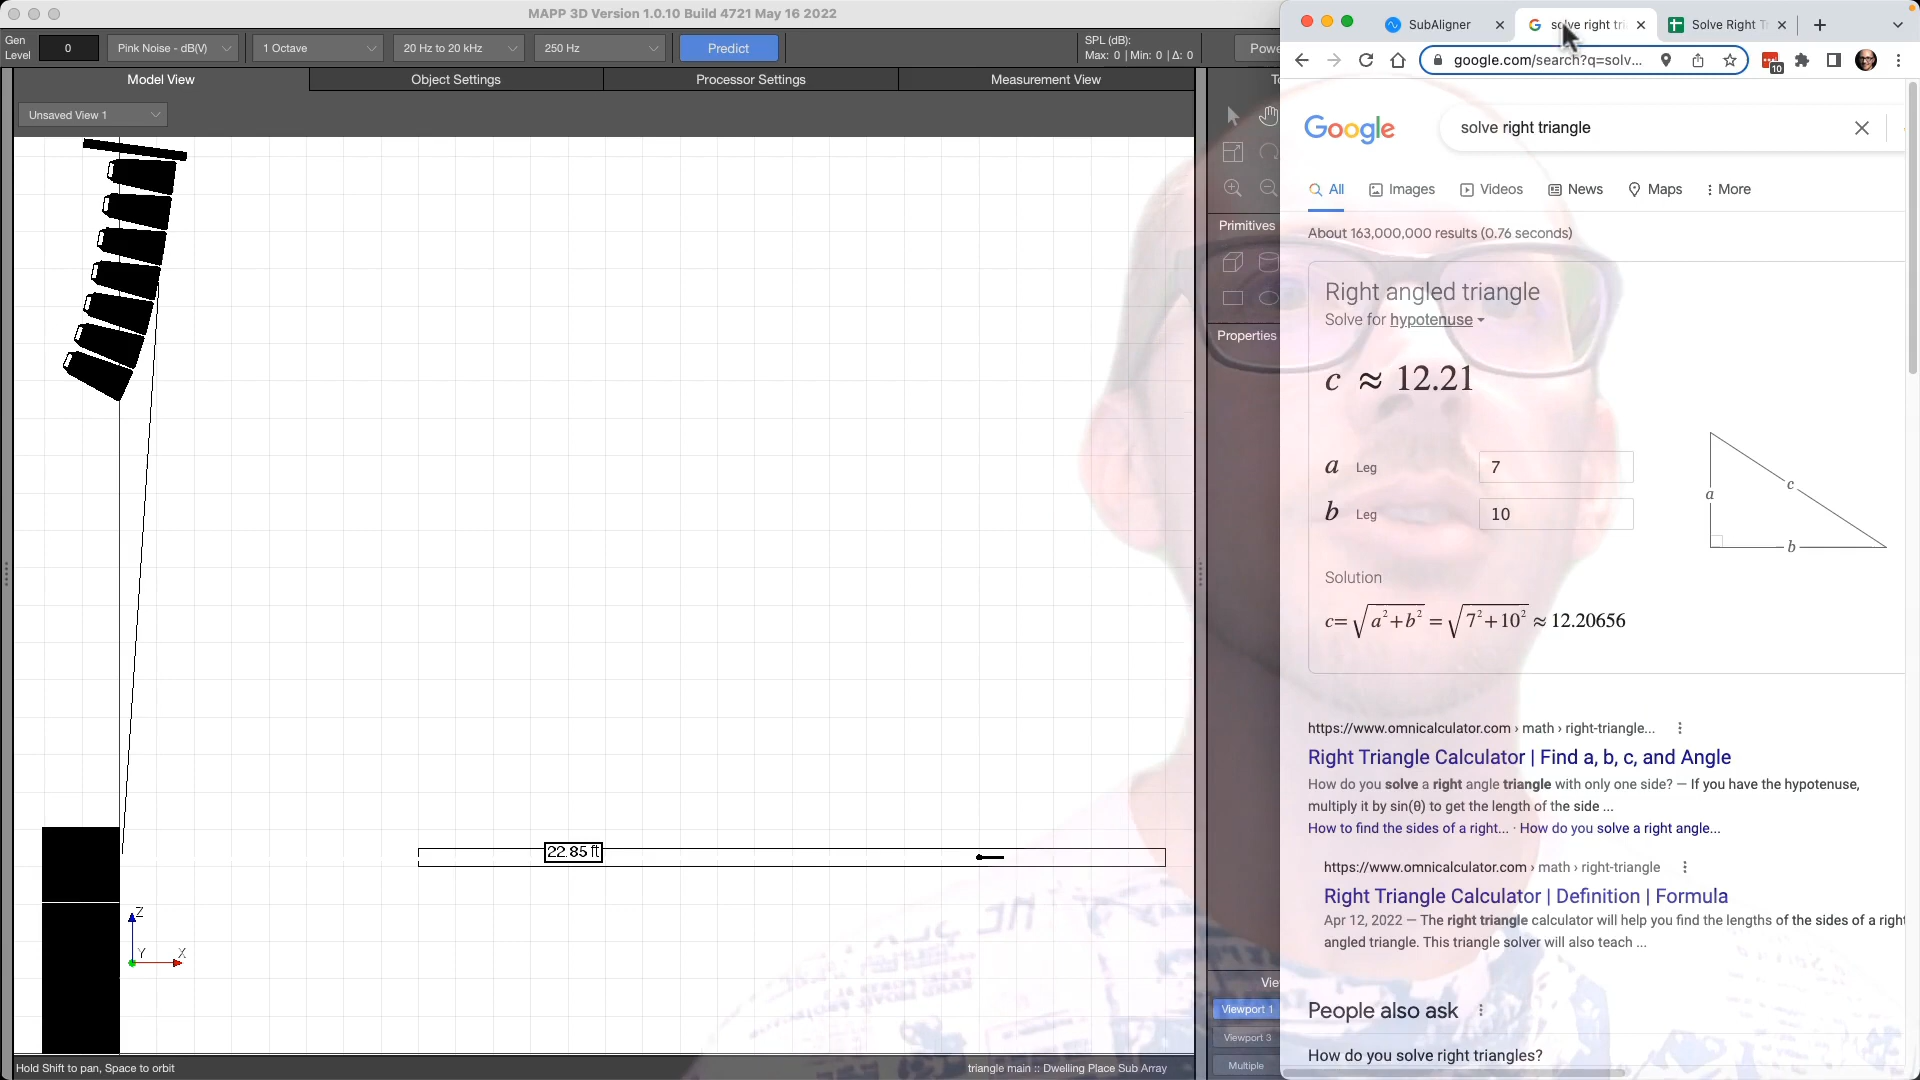 MAPP 3D Version 1.0.10 Build 4721 May 16 2022
Gen Level 0 Pink Noise - dB(V) 1 Octave 20 Hz to 20 kHz 250 Hz Predict SPL (dB): Max: 0 | Min: 0 | Δ: 0
Model View Object Settings Processor Settings Measurement View
Unsaved View 1
22.85 ft
Z
Y X
Hold Shift to pan, Space to orbit triangle main :: Dwelling Place Sub Array
Primitives
Properties
Viewport 1
Viewport 3
Multiple
SubAligner solve right tri Solve Right T
google.com/search?q=solv... 10
Google solve right triangle
All Images Videos News Maps More
About 163,000,000 results (0.76 seconds)
Right angled triangle
Solve for hypotenuse
c ≈ 12.21
a Leg 7
b Leg 10
a c b
Solution
c=√a²+b² = √7²+10² ≈ 12.20656
https://www.omnicalculator.com › math › right-triangle...
Right Triangle Calculator | Find a, b, c, and Angle
How do you solve a right angle triangle with only one side? — If you have the hypotenuse,
multiply it by sin(θ) to get the length of the side ...
How to find the sides of a right... · How do you solve a right angle...
https://www.omnicalculator.com › math › right-triangle
Right Triangle Calculator | Definition | Formula
Apr 12, 2022 — The right triangle calculator will help you find the lengths of the sides of a right
angled triangle. This triangle solver will also teach ...
People also ask
How do you solve right triangles?